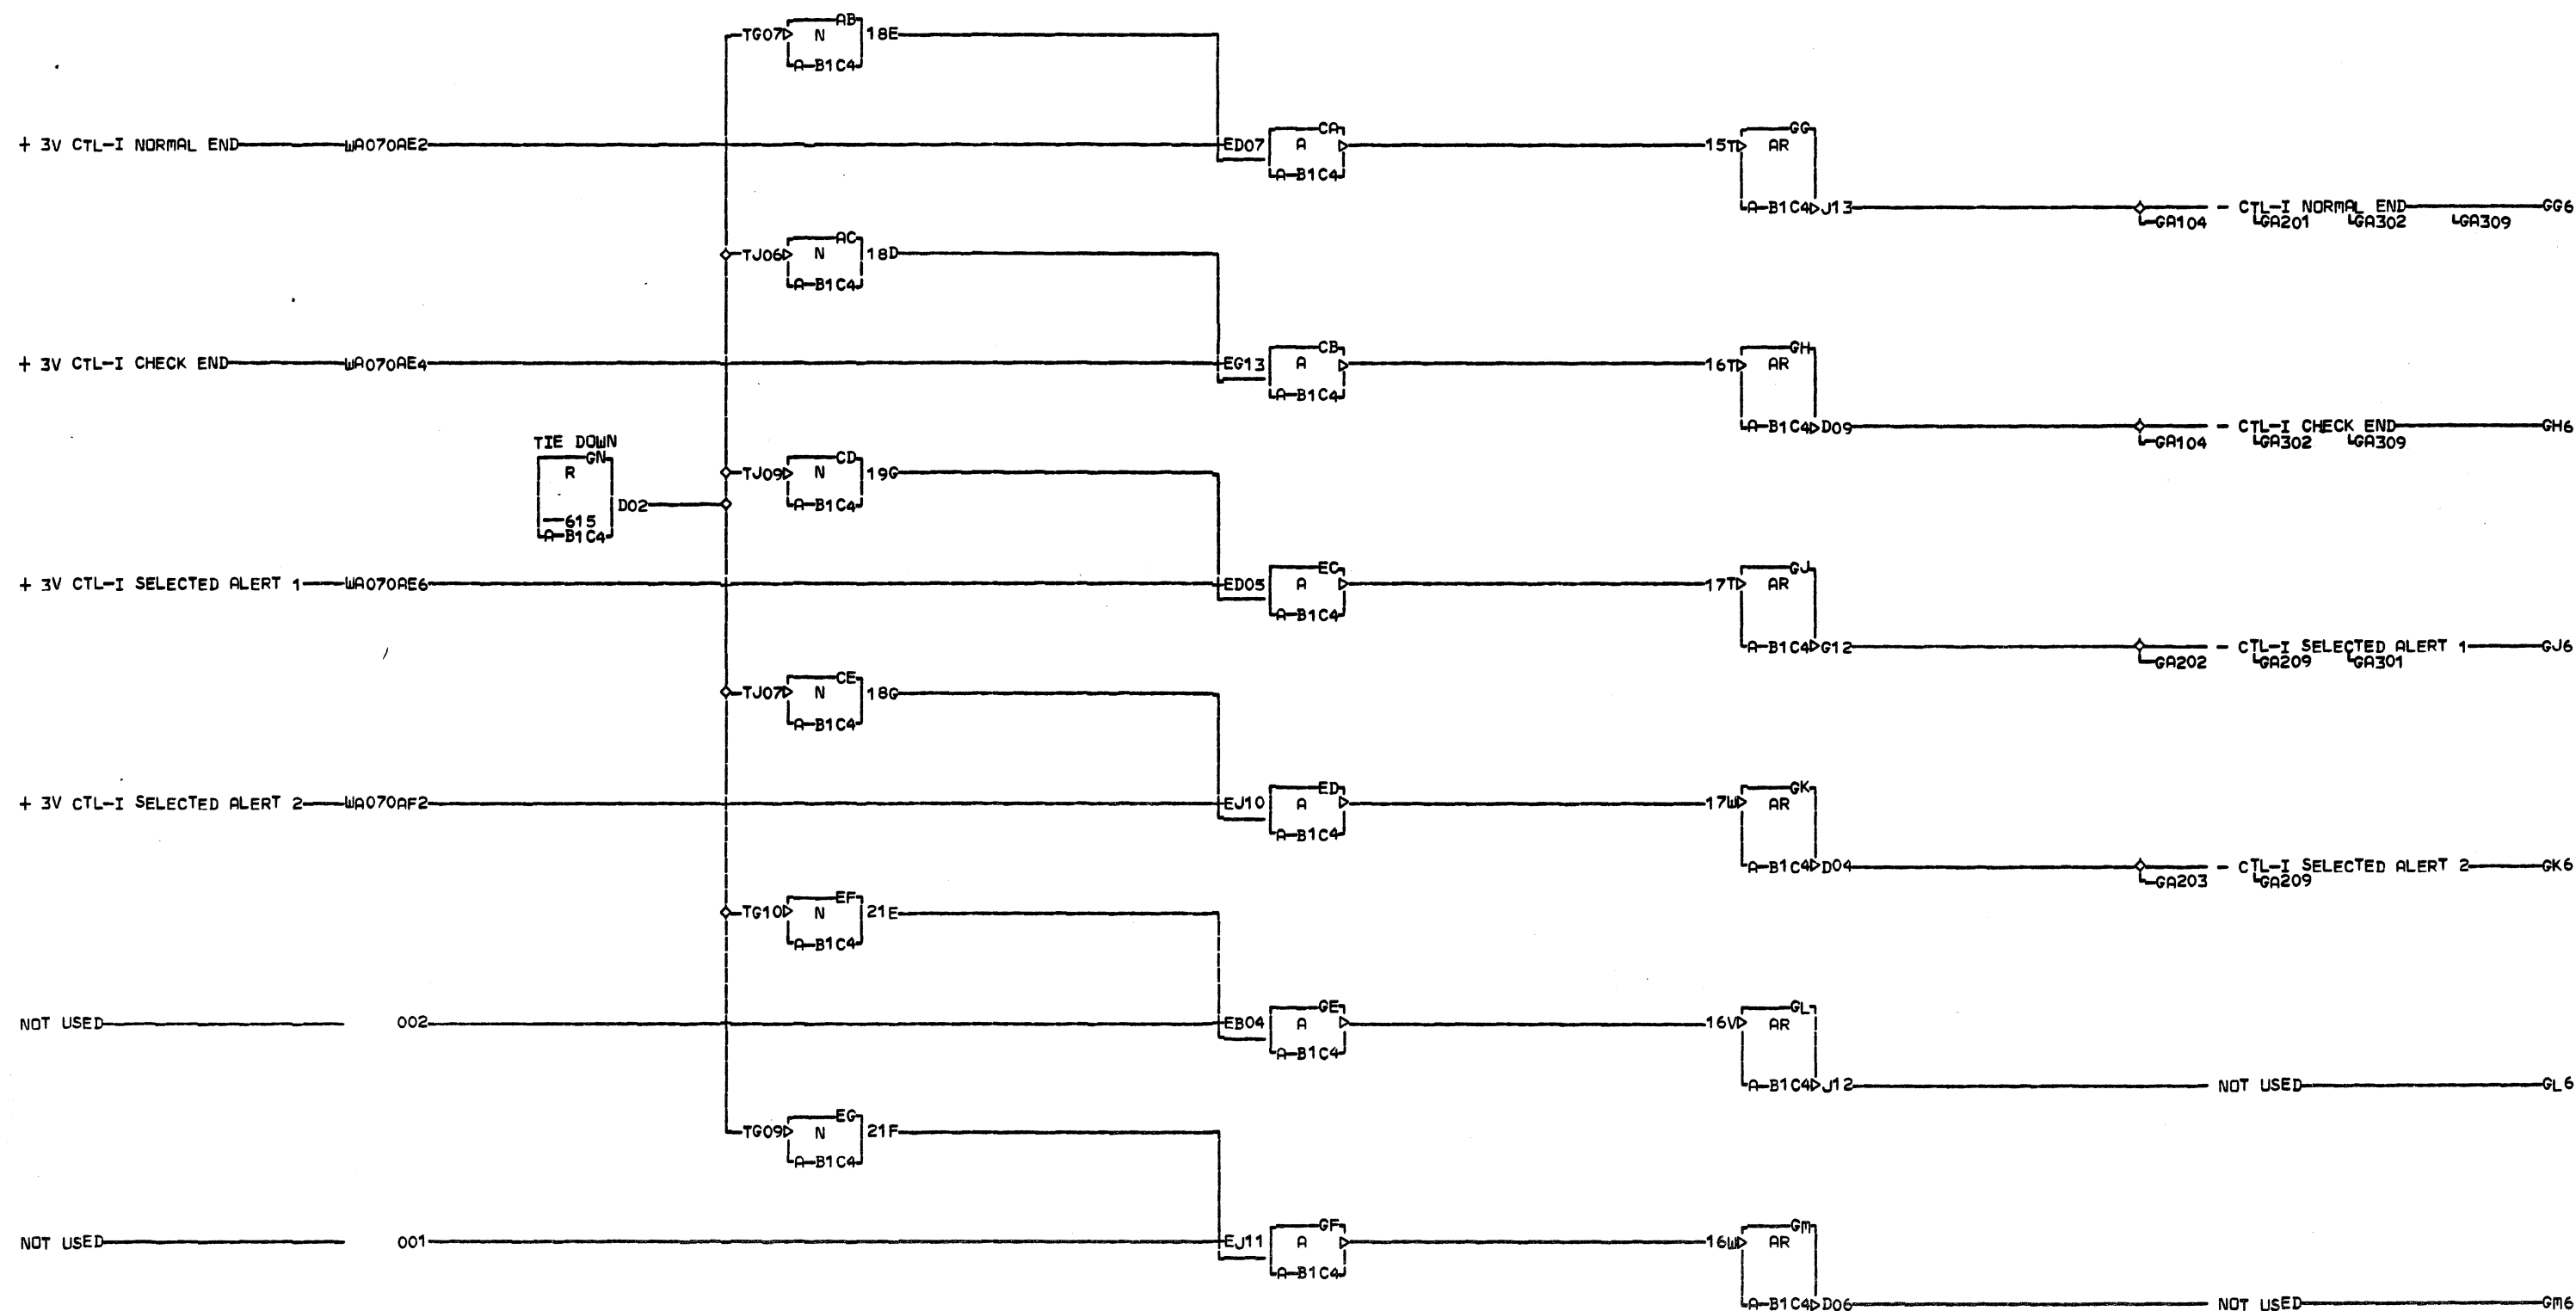 AB
TG07 N 18E
A-B1C4
CA
+ 3V CTL-I NORMAL END WA070AE2 ED07 A
A-B1C4
GG
15T AR
A-B1C4 J13 - CTL-I NORMAL END GG6
GA104 GA201 GA302 GA309
AC
TJ06 N 18D
A-B1C4
CB
+ 3V CTL-I CHECK END WA070AE4 EG13 A
A-B1C4
GH
16T AR
A-B1C4 D09 - CTL-I CHECK END GH6
GA104 GA302 GA309
TIE DOWN
GN
R
D02
615
A-B1C4
CD
TJ09 N 19G
A-B1C4
EC
+ 3V CTL-I SELECTED ALERT 1 WA070AE6 ED05 A
A-B1C4
GJ
17T AR
A-B1C4 G12 - CTL-I SELECTED ALERT 1 GJ6
GA202 GA209 GA301
CE
TJ07 N 18G
A-B1C4
ED
+ 3V CTL-I SELECTED ALERT 2 WA070AF2 EJ10 A
A-B1C4
GK
17W AR
A-B1C4 D04 - CTL-I SELECTED ALERT 2 GK6
GA203 GA209
EF
TG10 N 21E
A-B1C4
GE
NOT USED 002 EB04 A
A-B1C4
GL
16V AR
A-B1C4 J12 NOT USED GL6
EG
TG09 N 21F
A-B1C4
GF
NOT USED 001 EJ11 A
A-B1C4
GM
16W AR
A-B1C4 D06 NOT USED GM6